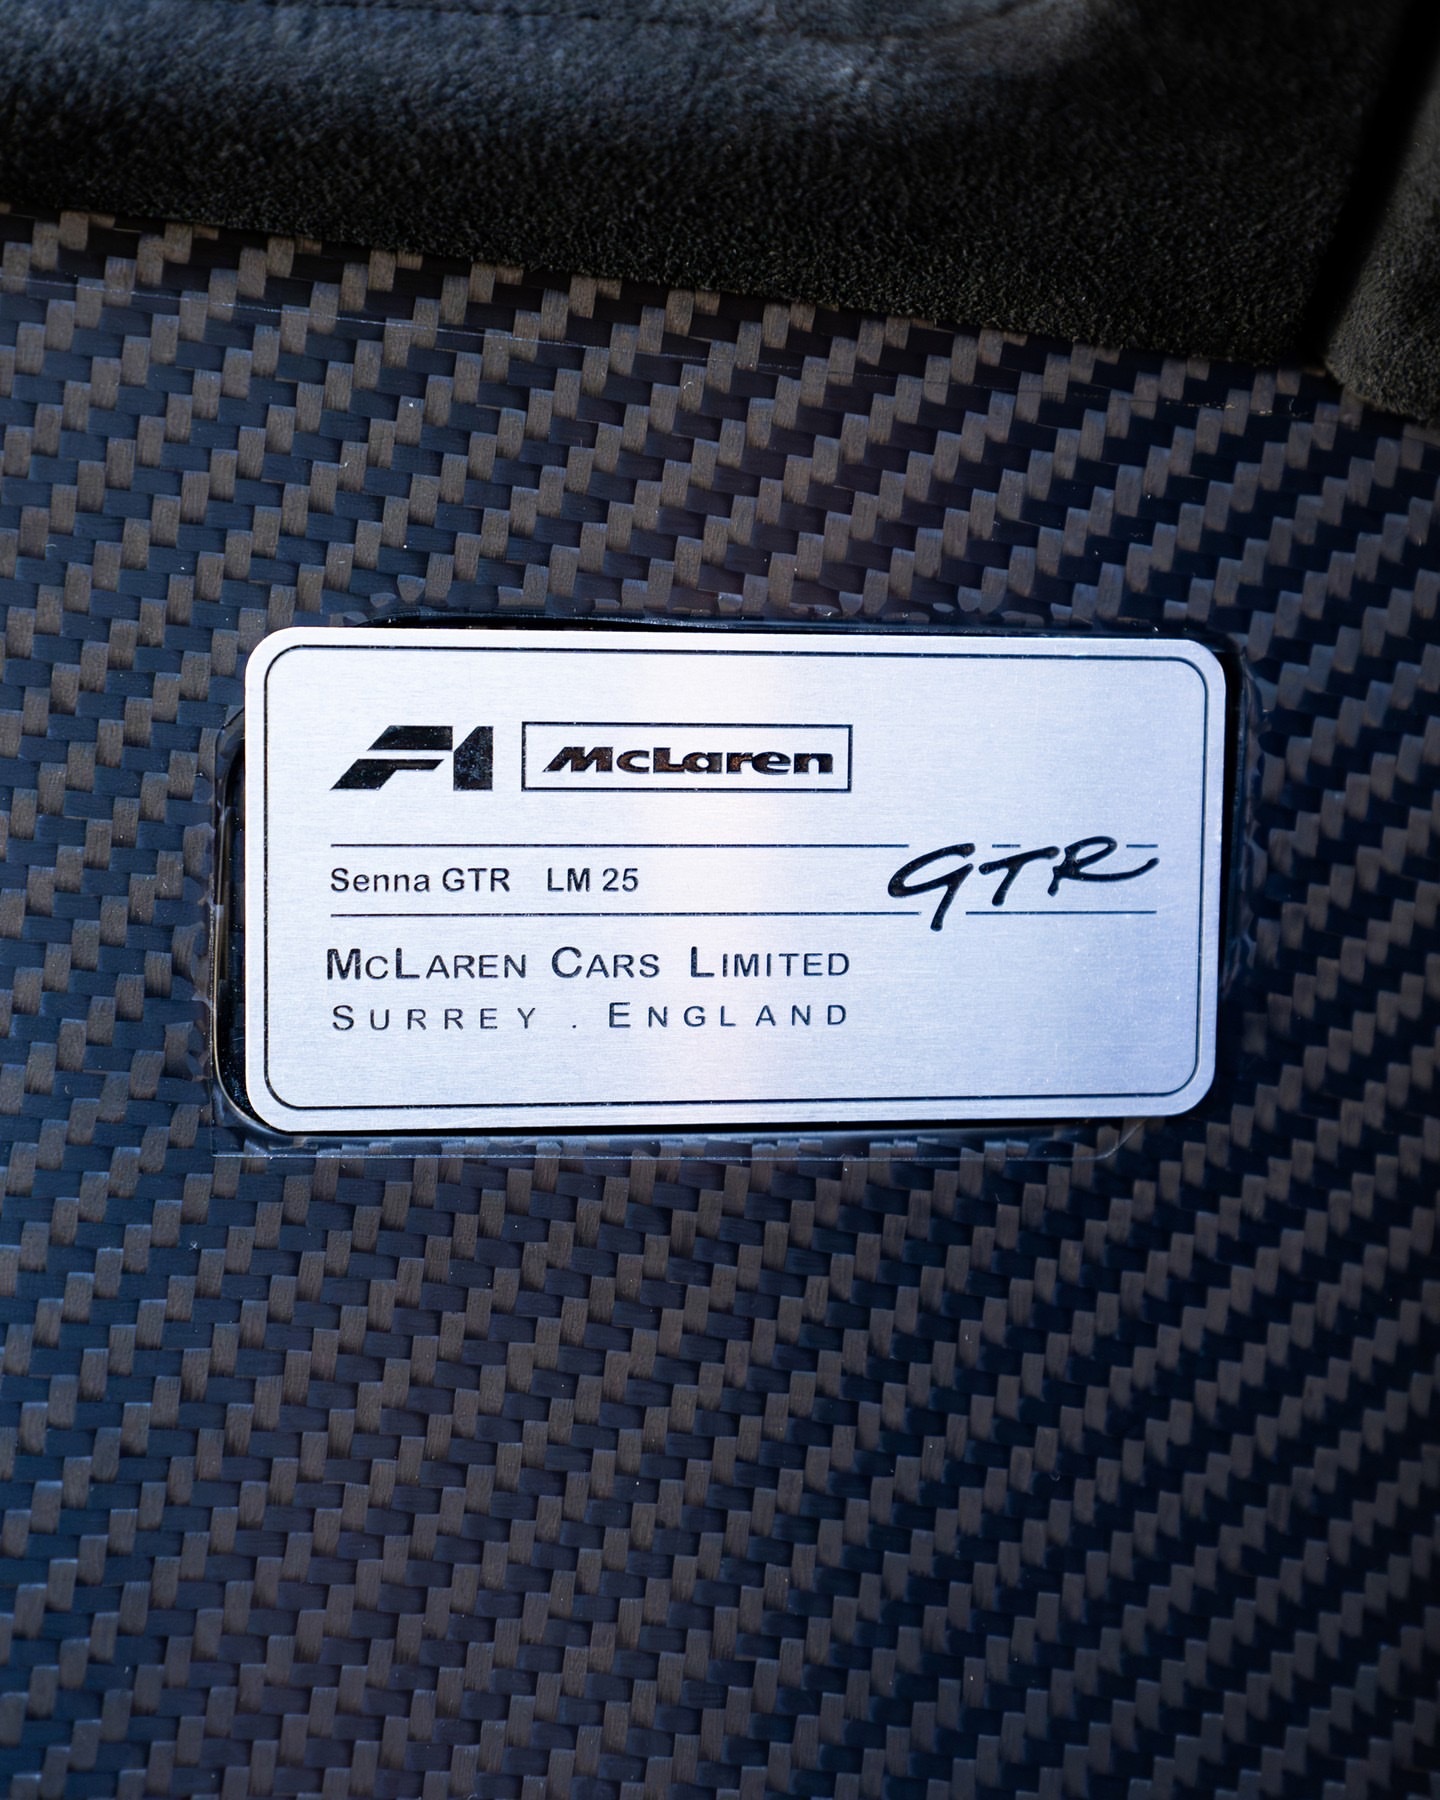 F1 McLaren
Senna GTR LM 25
GTR
McLAREN CARS LIMITED
SURREY . ENGLAND